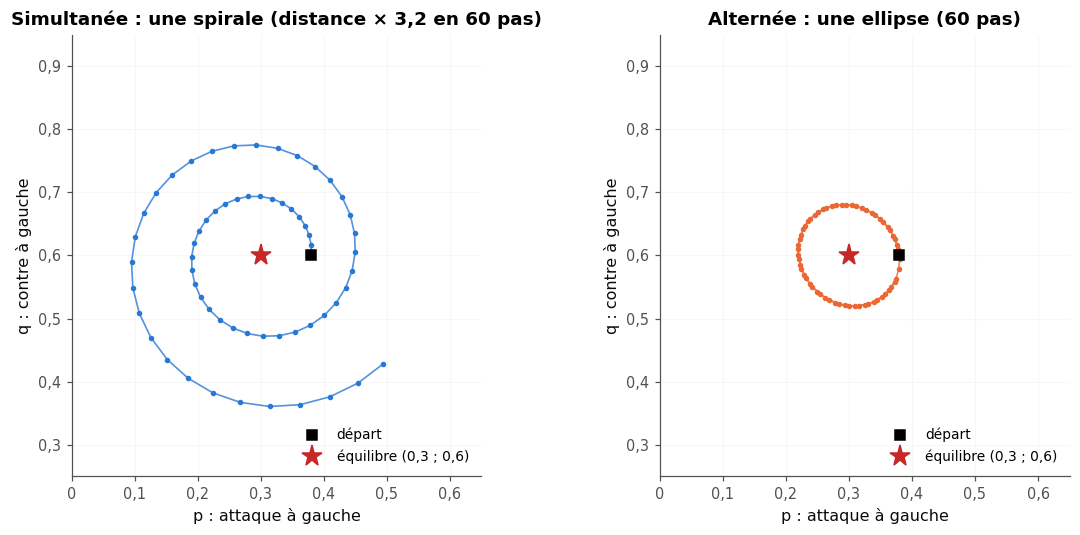 Simultanée : une spirale (distance × 3,2 en 60 pas)
0,9
0,8
0,7
0,6
0,5
0,4
0,3
q : contre à gauche
départ
équilibre (0,3 ; 0,6)
0
0,1
0,2
0,3
0,4
0,5
0,6
p : attaque à gauche
Alternée : une ellipse (60 pas)
0,9
0,8
0,7
0,6
0,5
0,4
0,3
q : contre à gauche
départ
équilibre (0,3 ; 0,6)
0
0,1
0,2
0,3
0,4
0,5
0,6
p : attaque à gauche